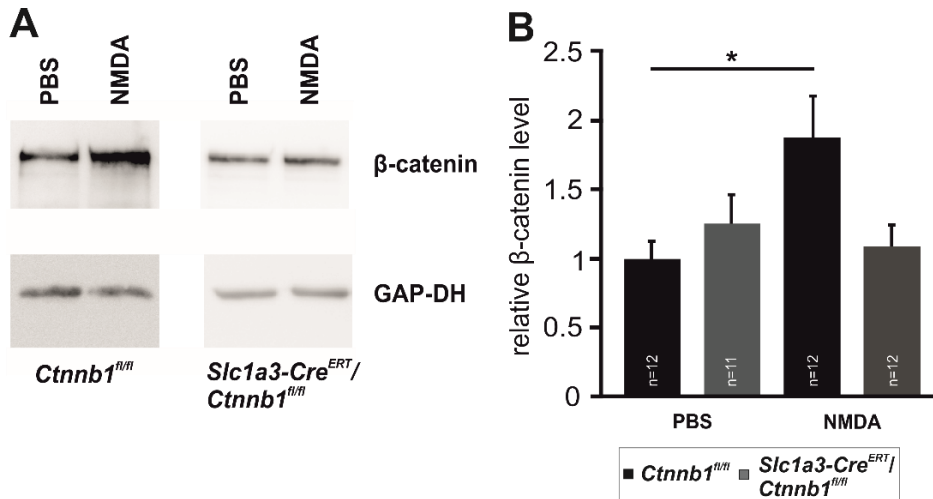 A
PBS
NMDA
PBS
NMDA
β-catenin
GAP-DH
Ctnnb1fl/fl
Slc1a3-CreERT/
Ctnnb1fl/fl
B
relative β-catenin level
2.5
2
1.5
1
0.5
0
*
n=12
n=11
n=12
n=12
PBS
NMDA
Ctnnb1fl/fl
Slc1a3-CreERT/
Ctnnb1fl/fl